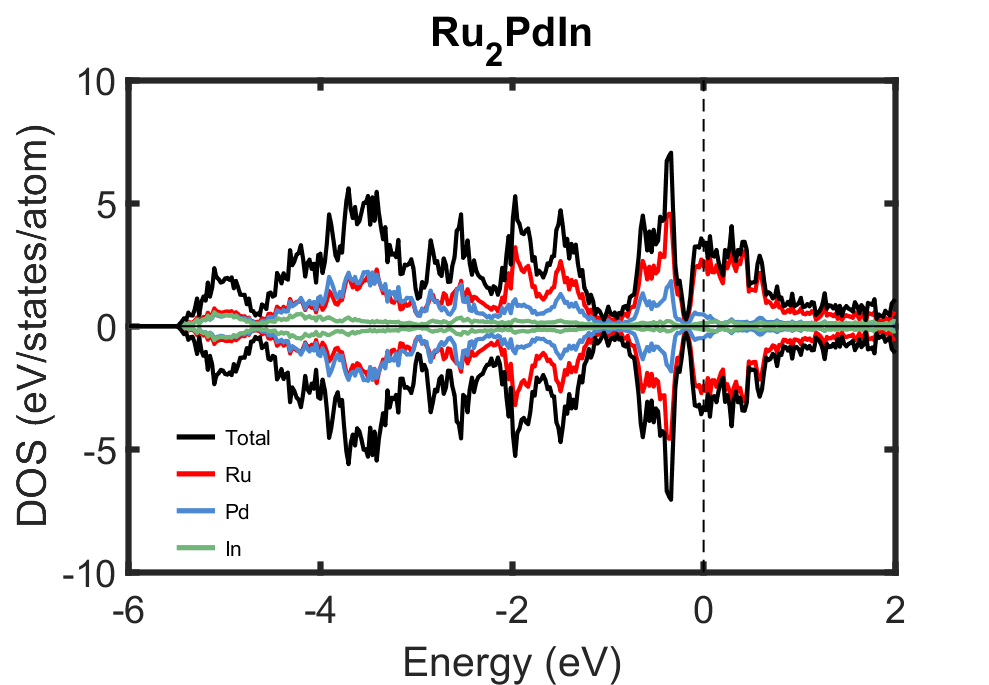 Ru₂PdIn
10
5
0
-5
-10
DOS (eV/states/atom)
Total
Ru
Pd
In
-6 -4 -2 0 2
Energy (eV)